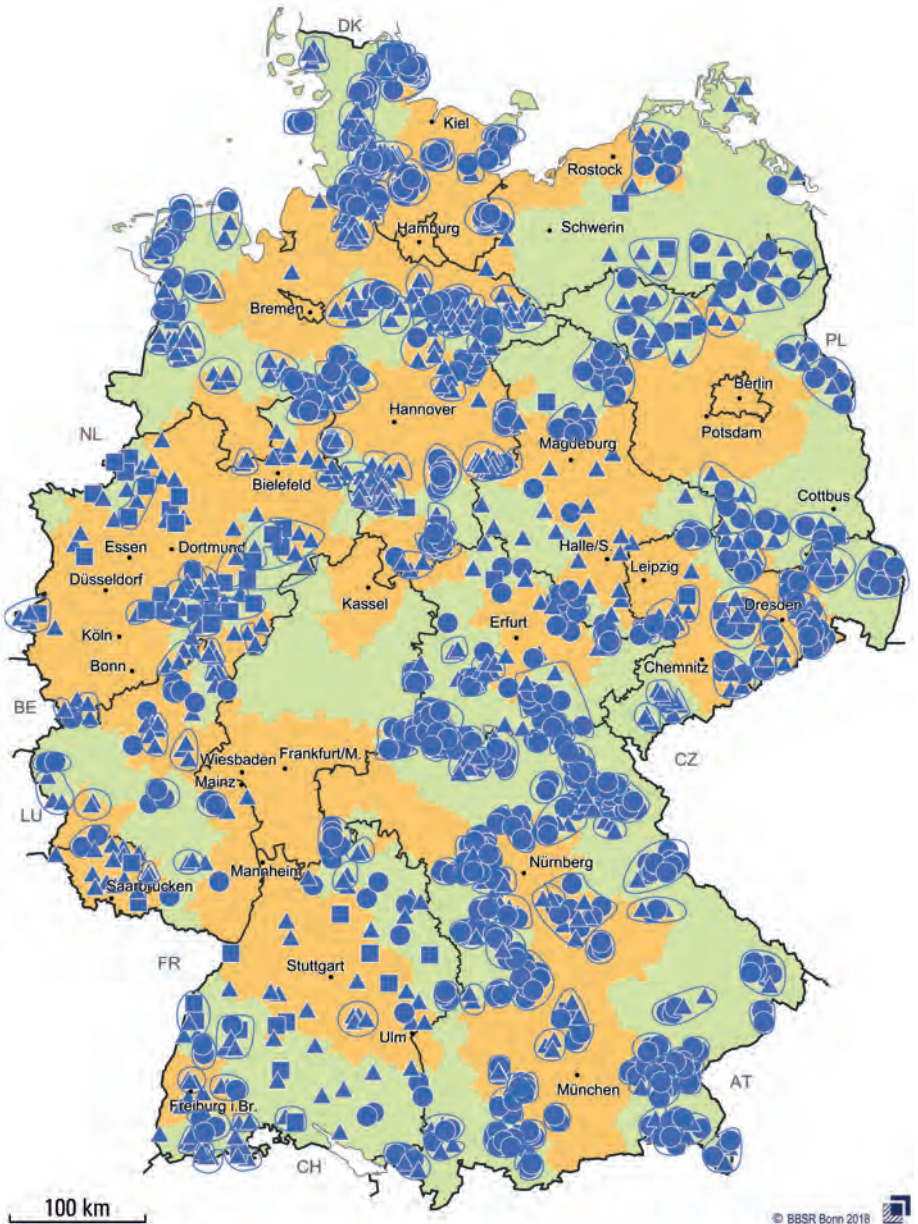 DK
Kiel
Rostock
Schwerin
Hamburg
Bremen
PL
Berlin
Hannover
Potsdam
NL
Magdeburg
Bielefeld
Cottbus
Essen
Dortmund
Halle/S.
Leipzig
Düsseldorf
Kassel
Dresden
Erfurt
Köln
Chemnitz
Bonn
BE
CZ
Wiesbaden
Frankfurt/M.
Mainz
LU
Nürnberg
Mannheim
Saarbrücken
FR
Stuttgart
Ulm
München
AT
Freiburg i.Br.
CH
100 km
© BBSR Bonn 2018